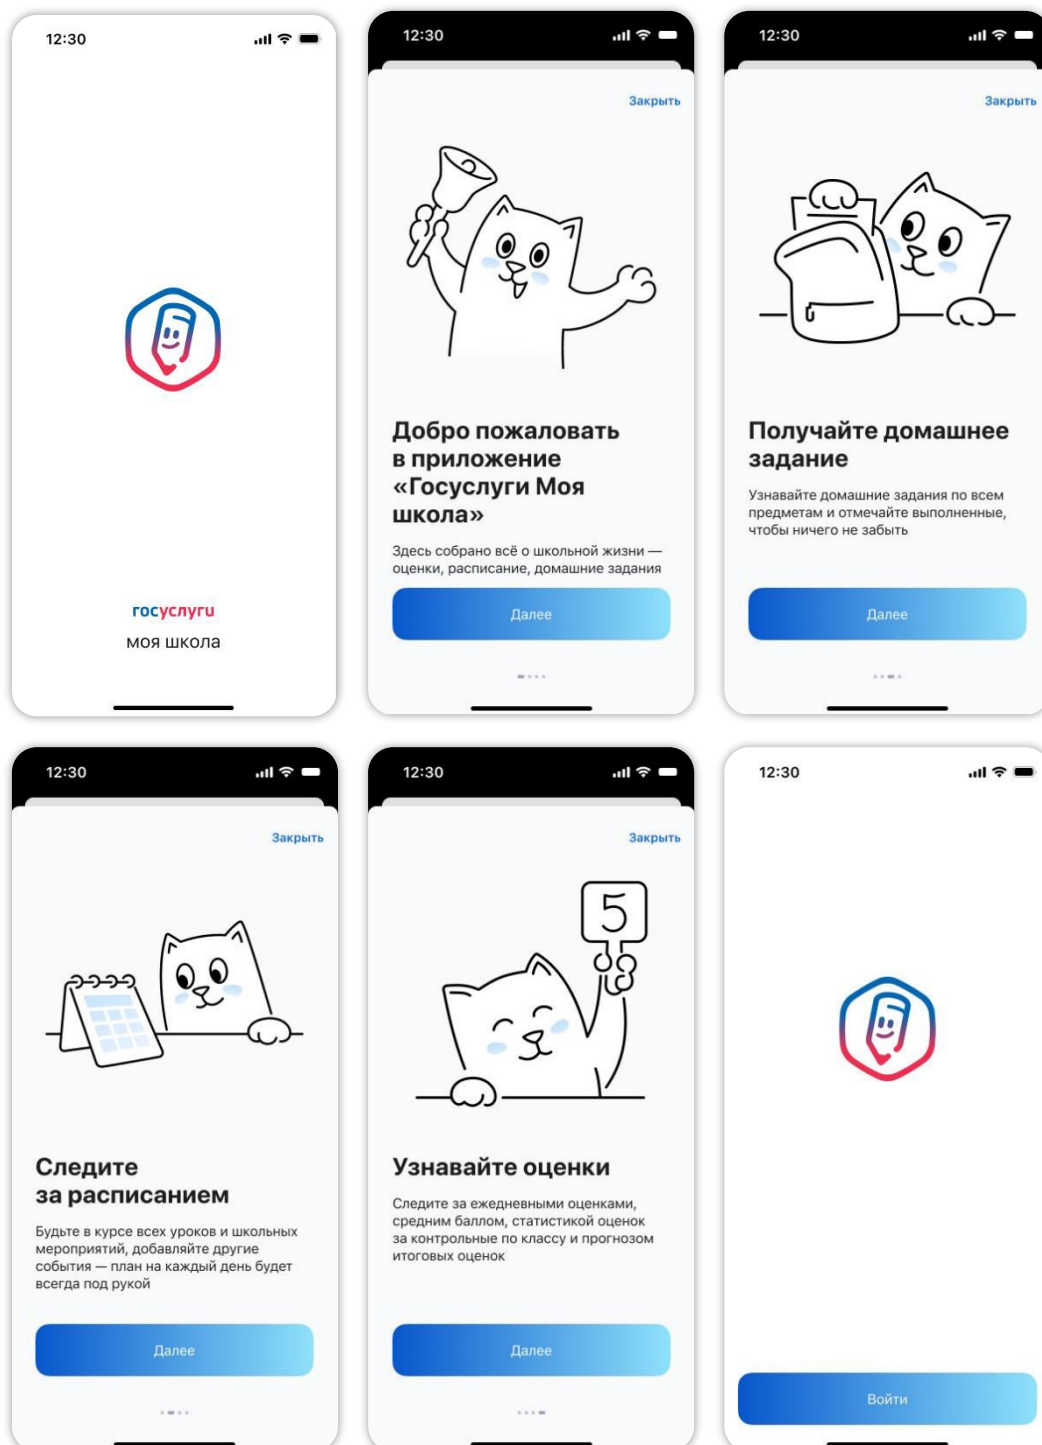 12:30
госуслуги
моя школа
12:30
Закрыть
Добро пожаловать
в приложение
«Госуслуги Моя
школа»
Здесь собрано всё о школьной жизни —
оценки, расписание, домашние задания
Далее
12:30
Закрыть
Получайте домашнее
задание
Узнавайте домашние задания по всем
предметам и отмечайте выполненные,
чтобы ничего не забыть
Далее
12:30
Закрыть
Следите
за расписанием
Будьте в курсе всех уроков и школьных
мероприятий, добавляйте другие
события — план на каждый день будет
всегда под рукой
Далее
12:30
Закрыть
5
Узнавайте оценки
Следите за ежедневными оценками,
средним баллом, статистикой оценок
за контрольные по классу и прогнозом
итоговых оценок
Далее
12:30
Войти